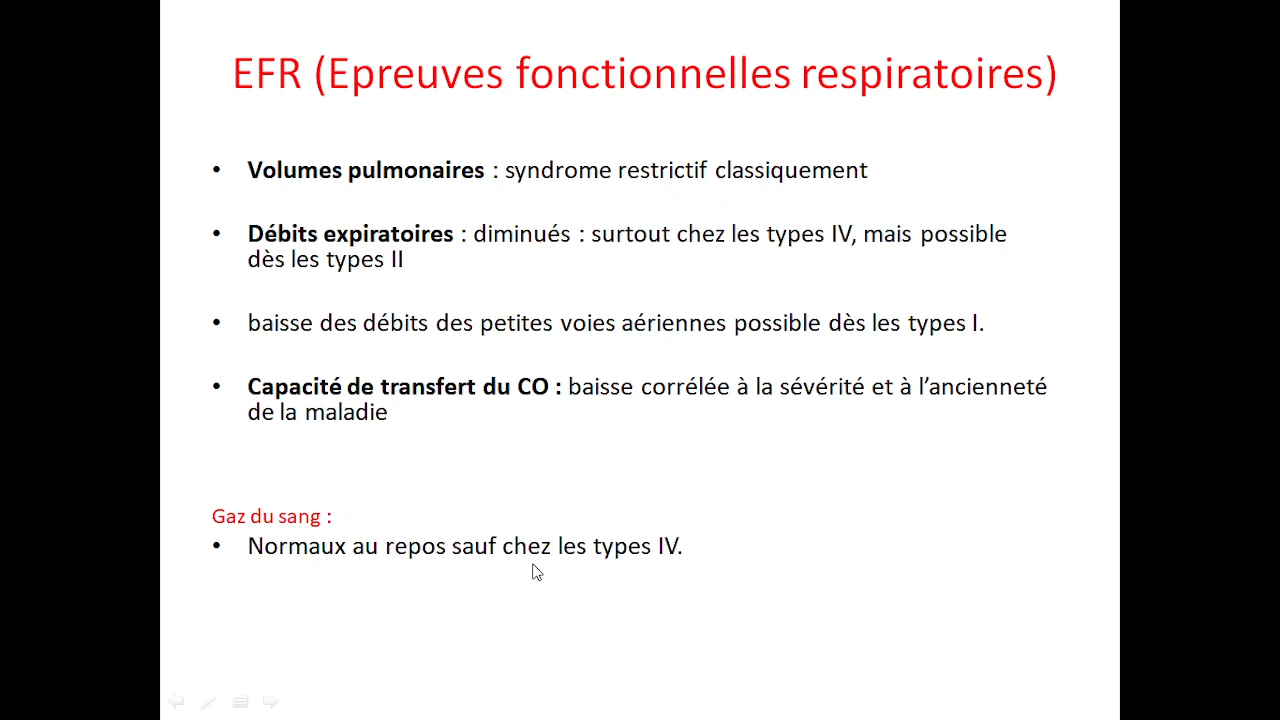 EFR (Epreuves fonctionnelles respiratoires)
• Volumes pulmonaires : syndrome restrictif classiquement
• Débits expiratoires : diminués : surtout chez les types IV, mais possible
dès les types II
• baisse des débits des petites voies aériennes possible dès les types I.
• Capacité de transfert du CO : baisse corrélée à la sévérité et à l’ancienneté
de la maladie
Gaz du sang :
• Normaux au repos sauf chez les types IV.